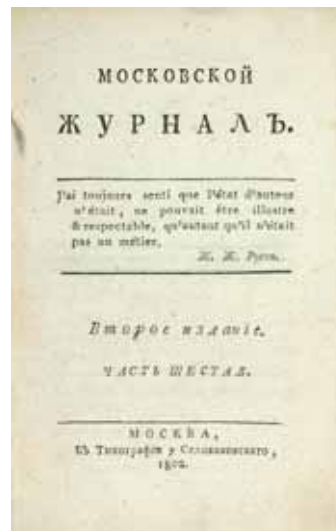 МОСКОВСКОЙ
ЖУРНАЛЪ.
J'ai toujours senti que l'état d'auteur
n'était, ne pouvait être illustre
& respectable, qu'autant qu'il n'était
pas un métier.
Ж. Ж. Руссо.
Второе изданіе.
ЧАСТЬ ШЕСТАЯ.
МОСКВА,
Въ Типографіи у Селивановскаго,
1802.